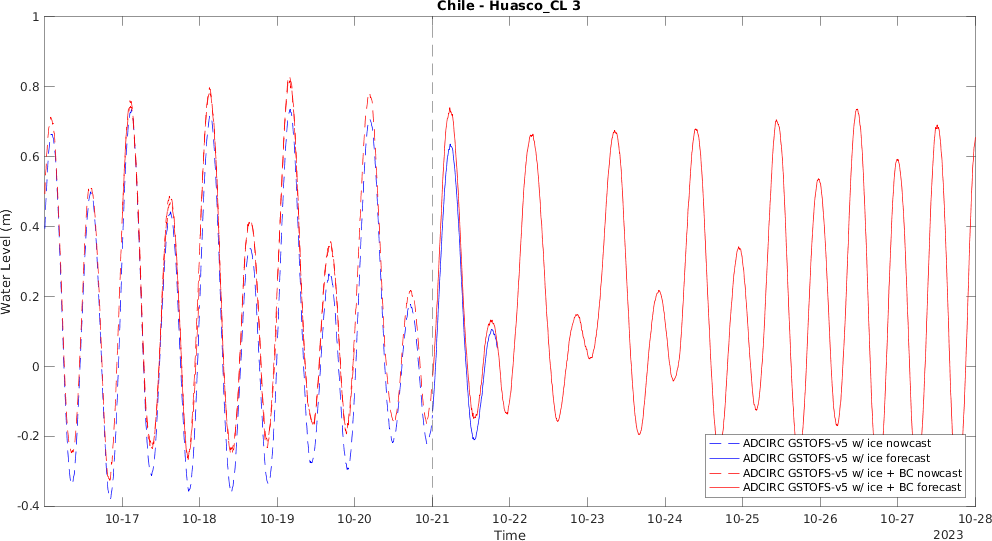 Chile - Huasco_CL 3
1
0.8
0.6
0.4
0.2
0
-0.2
-0.4
Water Level (m)
ADCIRC GSTOFS-v5 w/ ice nowcast
ADCIRC GSTOFS-v5 w/ ice forecast
ADCIRC GSTOFS-v5 w/ ice + BC nowcast
ADCIRC GSTOFS-v5 w/ ice + BC forecast
10-17 10-18 10-19 10-20 10-21 10-22 10-23 10-24 10-25 10-26 10-27 10-28
Time
2023